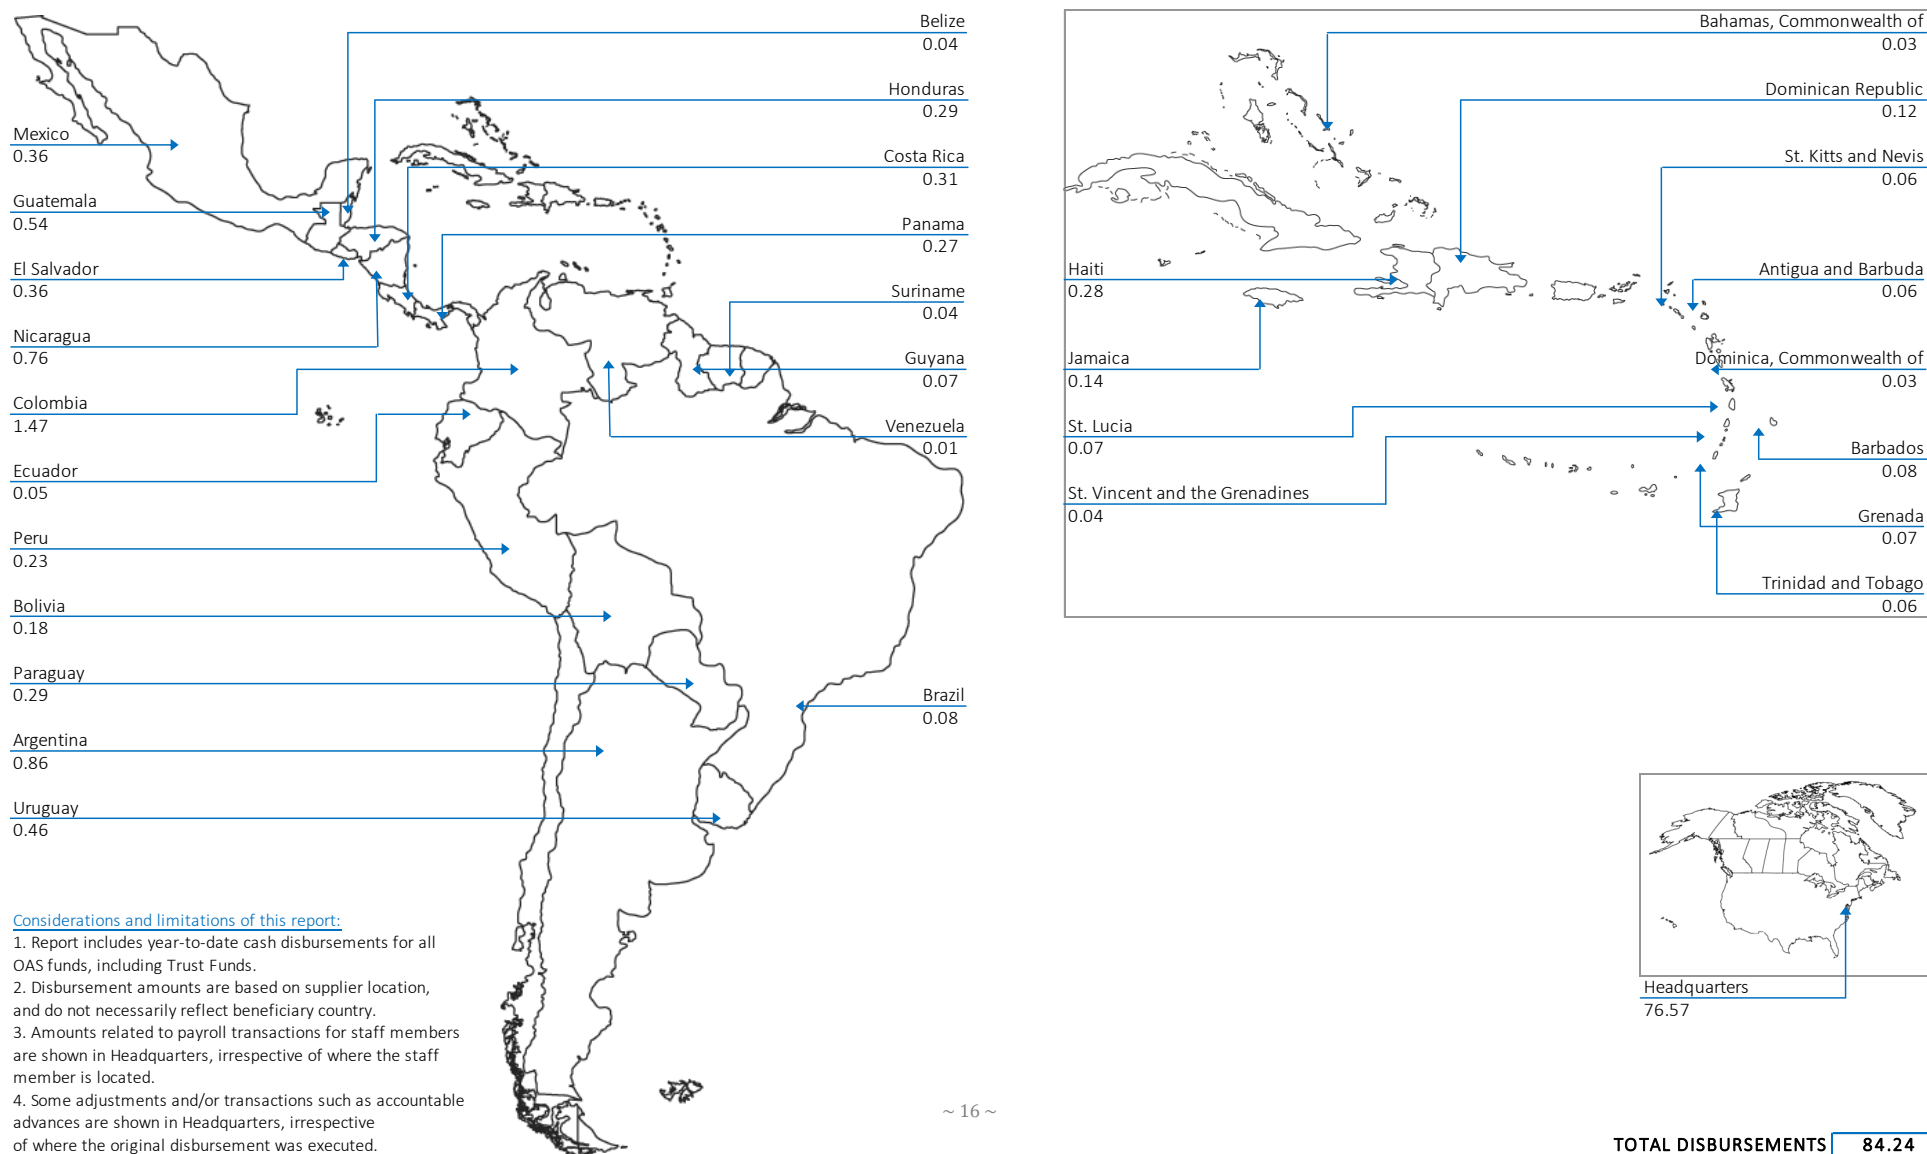 Mexico
0.36
Guatemala
0.54
El Salvador
0.36
Nicaragua
0.76
Colombia
1.47
Ecuador
0.05
Peru
0.23
Bolivia
0.18
Paraguay
0.29
Argentina
0.86
Uruguay
0.46
Belize
0.04
Honduras
0.29
Costa Rica
0.31
Panama
0.27
Suriname
0.04
Guyana
0.07
Venezuela
0.01
Brazil
0.08
Haiti
0.28
Jamaica
0.14
St. Lucia
0.07
St. Vincent and the Grenadines
0.04
Bahamas, Commonwealth of
0.03
Dominican Republic
0.12
St. Kitts and Nevis
0.06
Antigua and Barbuda
0.06
Dominica, Commonwealth of
0.03
Barbados
0.08
Grenada
0.07
Trinidad and Tobago
0.06
Headquarters
76.57
Considerations and limitations of this report:
1. Report includes year-to-date cash disbursements for all
OAS funds, including Trust Funds.
2. Disbursement amounts are based on supplier location,
and do not necessarily reflect beneficiary country.
3. Amounts related to payroll transactions for staff members
are shown in Headquarters, irrespective of where the staff
member is located.
4. Some adjustments and/or transactions such as accountable
advances are shown in Headquarters, irrespective
of where the original disbursement was executed.
~ 16 ~
TOTAL DISBURSEMENTS 84.24